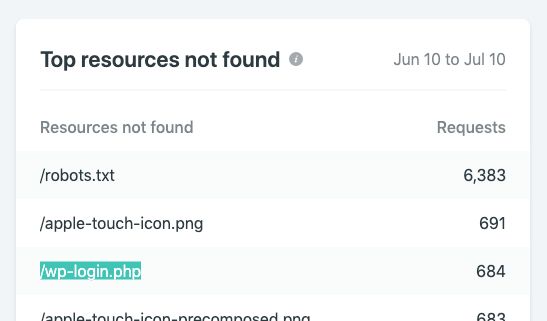 Top resources not found
Jun 10 to Jul 10
Resources not found Requests
/robots.txt 6,383
/apple-touch-icon.png 691
/wp-login.php 684
/apple-touch-icon-precomposed.png 683